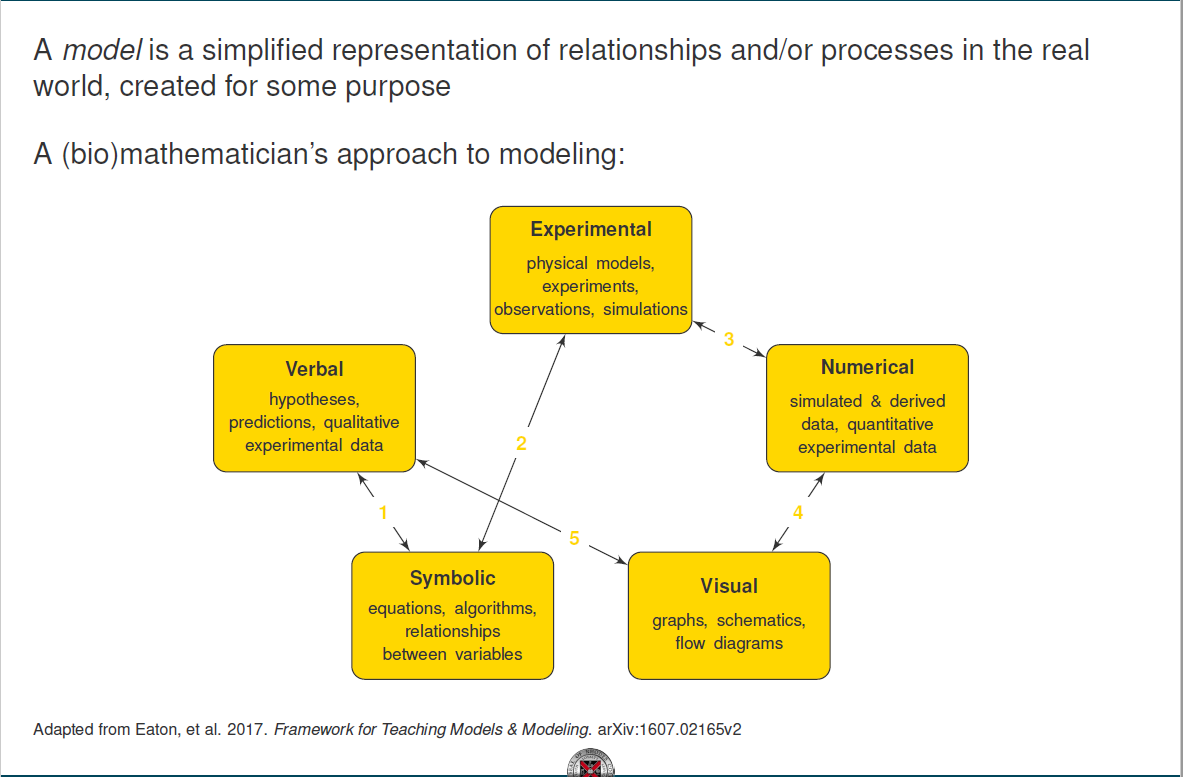 A model is a simplified representation of relationships and/or processes in the real
world, created for some purpose
A (bio)mathematician's approach to modeling:
Experimental
physical models,
experiments,
observations, simulations
3
Verbal
hypotheses,
predictions, qualitative
experimental data
Numerical
simulated & derived
data, quantitative
experimental data
2
1
5
4
Symbolic
equations, algorithms,
relationships
between variables
Visual
graphs, schematics,
flow diagrams
Adapted from Eaton, et al. 2017. Framework for Teaching Models & Modeling. arXiv:1607.02165v2